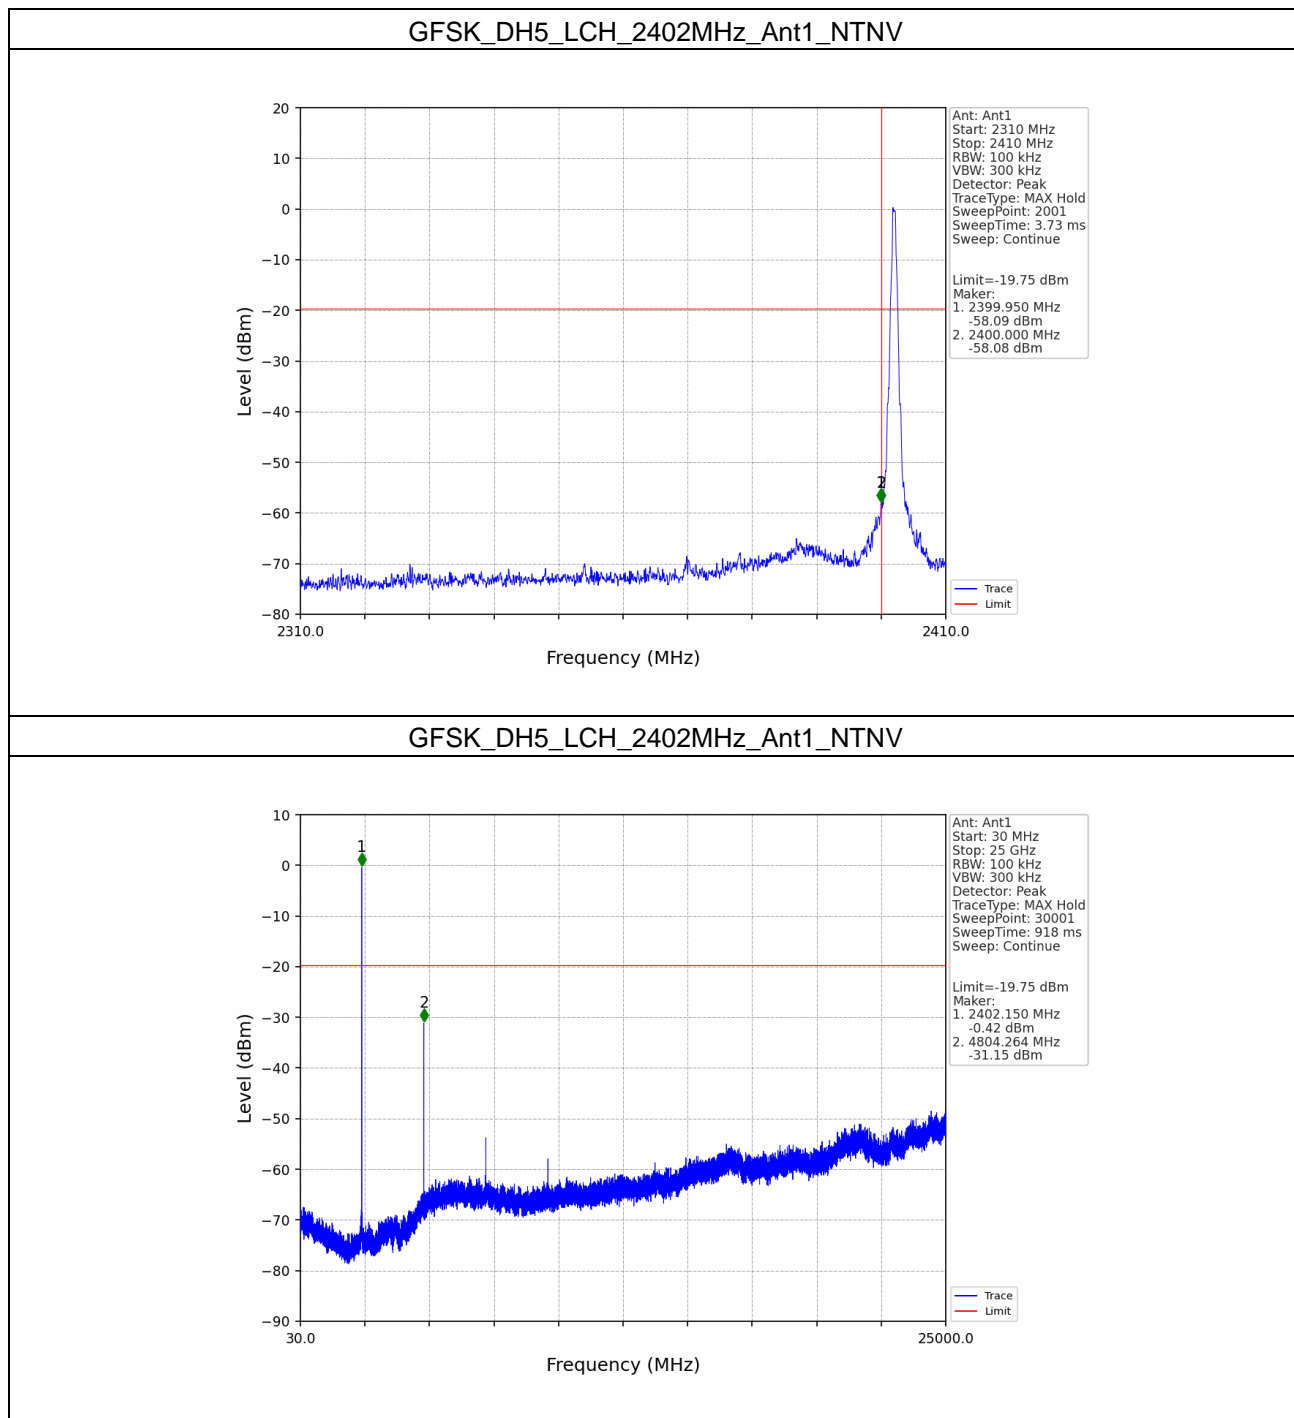 GFSK_DH5_LCH_2402MHz_Ant1_NTNV
20
10
0
−10
−20
−30
−40
−50
−60
−70
−80
Level (dBm)
2
2310.0
2410.0
Frequency (MHz)
Ant: Ant1
Start: 2310 MHz
Stop: 2410 MHz
RBW: 100 kHz
VBW: 300 kHz
Detector: Peak
TraceType: MAX Hold
SweepPoint: 2001
SweepTime: 3.73 ms
Sweep: Continue
Limit=-19.75 dBm
Maker:
1. 2399.950 MHz
-58.09 dBm
2. 2400.000 MHz
-58.08 dBm
Trace
Limit
GFSK_DH5_LCH_2402MHz_Ant1_NTNV
10
0
−10
−20
−30
−40
−50
−60
−70
−80
−90
Level (dBm)
1
2
30.0
25000.0
Frequency (MHz)
Ant: Ant1
Start: 30 MHz
Stop: 25 GHz
RBW: 100 kHz
VBW: 300 kHz
Detector: Peak
TraceType: MAX Hold
SweepPoint: 30001
SweepTime: 918 ms
Sweep: Continue
Limit=-19.75 dBm
Maker:
1. 2402.150 MHz
-0.42 dBm
2. 4804.264 MHz
-31.15 dBm
Trace
Limit